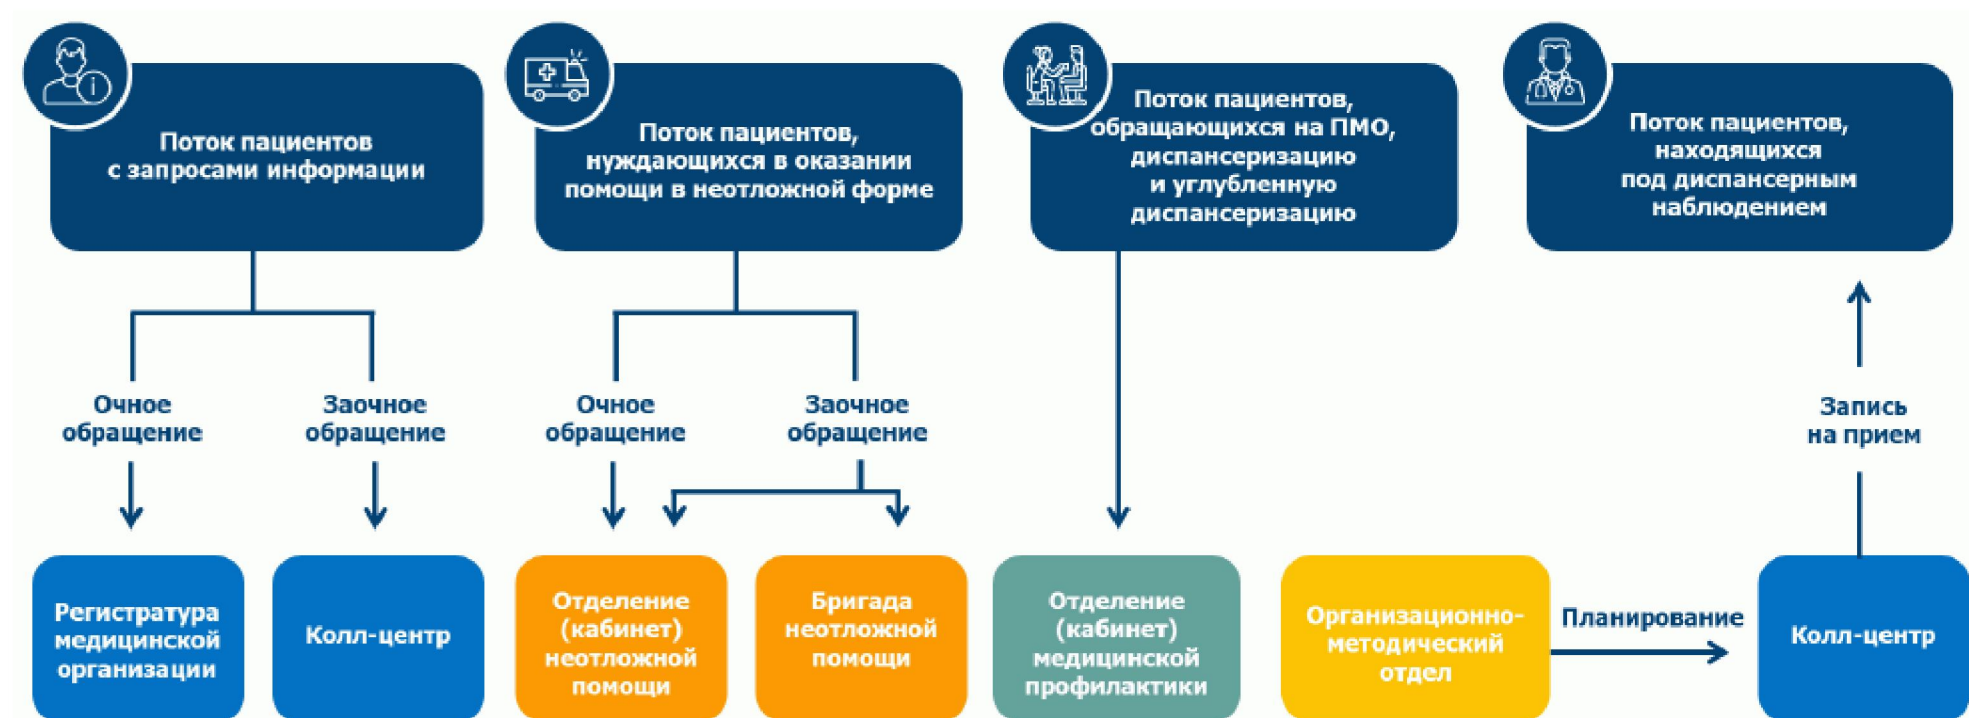 Поток пациентов
с запросами информации
Поток пациентов,
нуждающихся в оказании
помощи в неотложной форме
Поток пациентов,
обращающихся на ПМО,
диспансеризацию
и углубленную
диспансеризацию
Поток пациентов,
находящихся
под диспансерным
наблюдением
Очное
обращение
Заочное
обращение
Очное
обращение
Заочное
обращение
Запись
на прием
Регистратура
медицинской
организации
Колл-центр
Отделение
(кабинет)
неотложной
помощи
Бригада
неотложной
помощи
Отделение
(кабинет)
медицинской
профилактики
Организационно-
методический
отдел
Планирование
Колл-центр